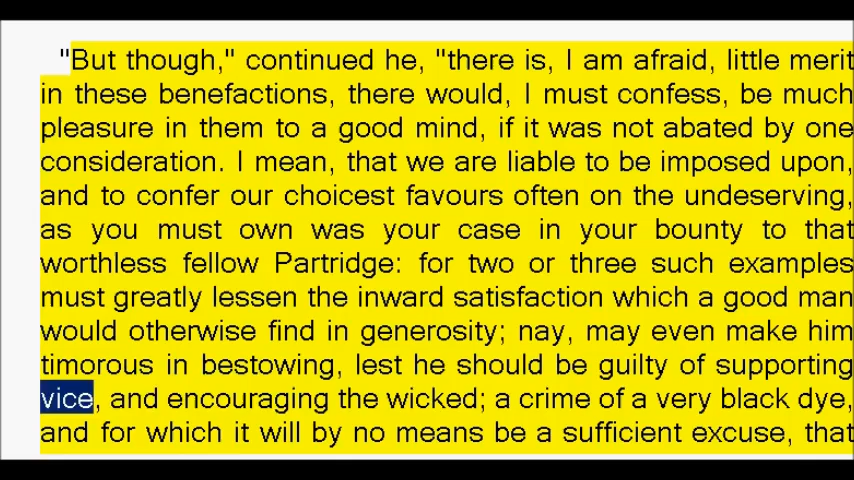 "But though," continued he, "there is, I am afraid, little merit
in these benefactions, there would, I must confess, be much
pleasure in them to a good mind, if it was not abated by one
consideration. I mean, that we are liable to be imposed upon,
and to confer our choicest favours often on the undeserving,
as you must own was your case in your bounty to that
worthless fellow Partridge: for two or three such examples
must greatly lessen the inward satisfaction which a good man
would otherwise find in generosity; nay, may even make him
timorous in bestowing, lest he should be guilty of supporting
vice, and encouraging the wicked; a crime of a very black dye,
and for which it will by no means be a sufficient excuse, that